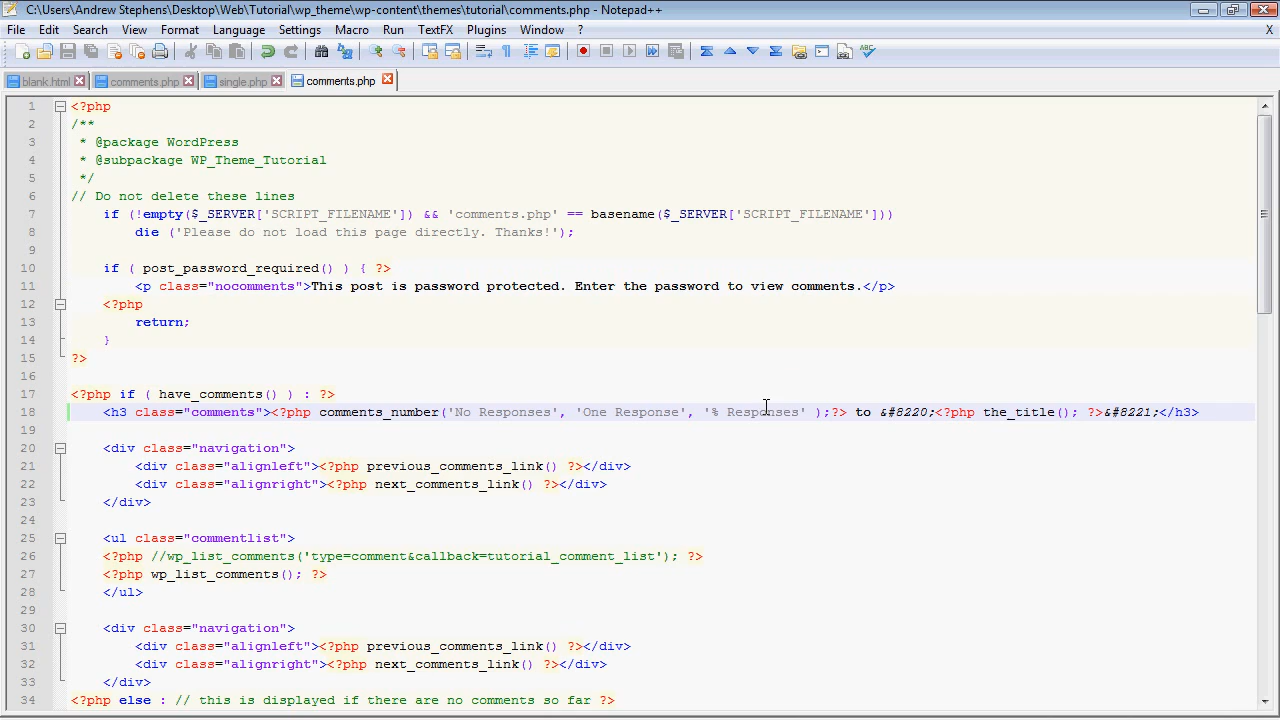 C:\Users\Andrew Stephens\Desktop\Web\Tutorial\wp_theme\wp-content\themes\tutorial\comments.php - Notepad++
File Edit Search View Format Language Settings Macro Run TextFX Plugins Window ? X
blank.html comments.php single.php comments.php
1 <?php
2 /**
3 * @package WordPress
4 * @subpackage WP_Theme_Tutorial
5 */
6 // Do not delete these lines
7 if (!empty($_SERVER['SCRIPT_FILENAME']) && 'comments.php' == basename($_SERVER['SCRIPT_FILENAME']))
8 die ('Please do not load this page directly. Thanks!');
9
10 if ( post_password_required() ) { ?>
11 <p class="nocomments">This post is password protected. Enter the password to view comments.</p>
12 <?php
13 return;
14 }
15 ?>
16
17 <?php if ( have_comments() ) : ?>
18 <h3 class="comments"><?php comments_number('No Responses', 'One Response', '% Responses' );?> to &#8220;<?php the_title(); ?>&#8221;</h3>
19
20 <div class="navigation">
21 <div class="alignleft"><?php previous_comments_link() ?></div>
22 <div class="alignright"><?php next_comments_link() ?></div>
23 </div>
24
25 <ul class="commentlist">
26 <?php //wp_list_comments('type=comment&callback=tutorial_comment_list'); ?>
27 <?php wp_list_comments(); ?>
28 </ul>
29
30 <div class="navigation">
31 <div class="alignleft"><?php previous_comments_link() ?></div>
32 <div class="alignright"><?php next_comments_link() ?></div>
33 </div>
34 <?php else : // this is displayed if there are no comments so far ?>